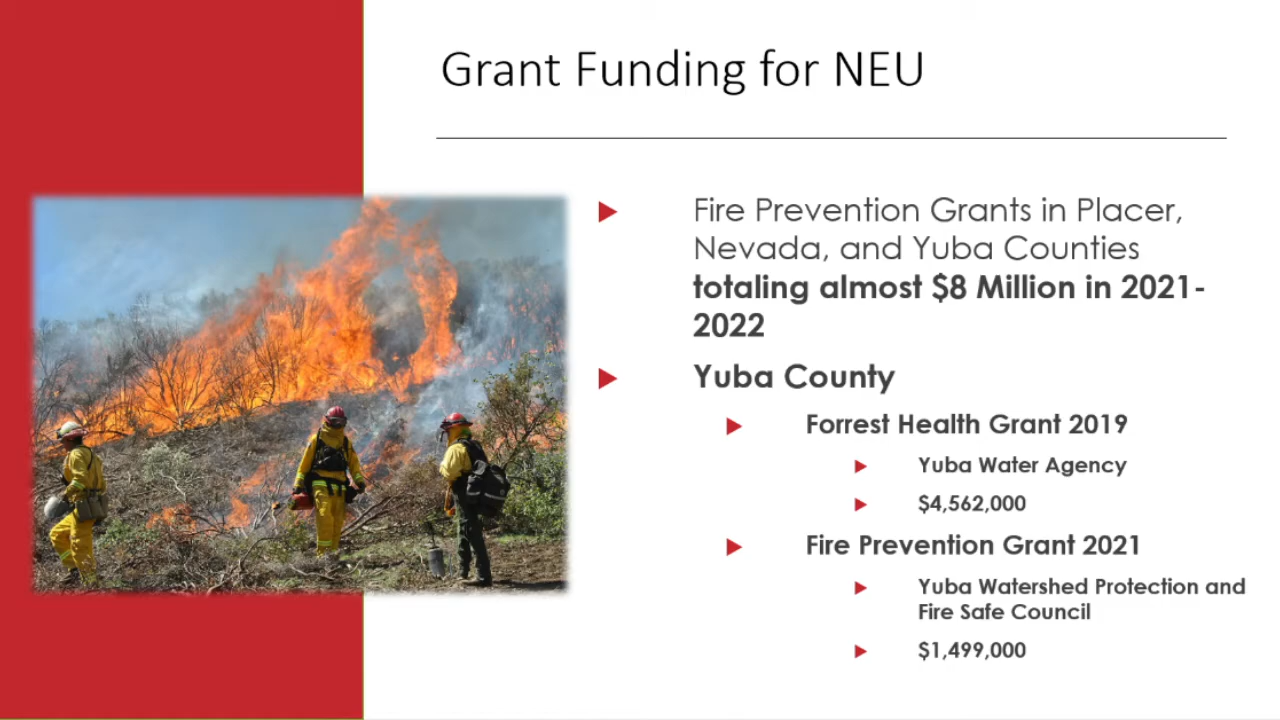 Grant Funding for NEU
Fire Prevention Grants in Placer,
Nevada, and Yuba Counties
totaling almost $8 Million in 2021-
2022
Yuba County
Forrest Health Grant 2019
Yuba Water Agency
$4,562,000
Fire Prevention Grant 2021
Yuba Watershed Protection and
Fire Safe Council
$1,499,000